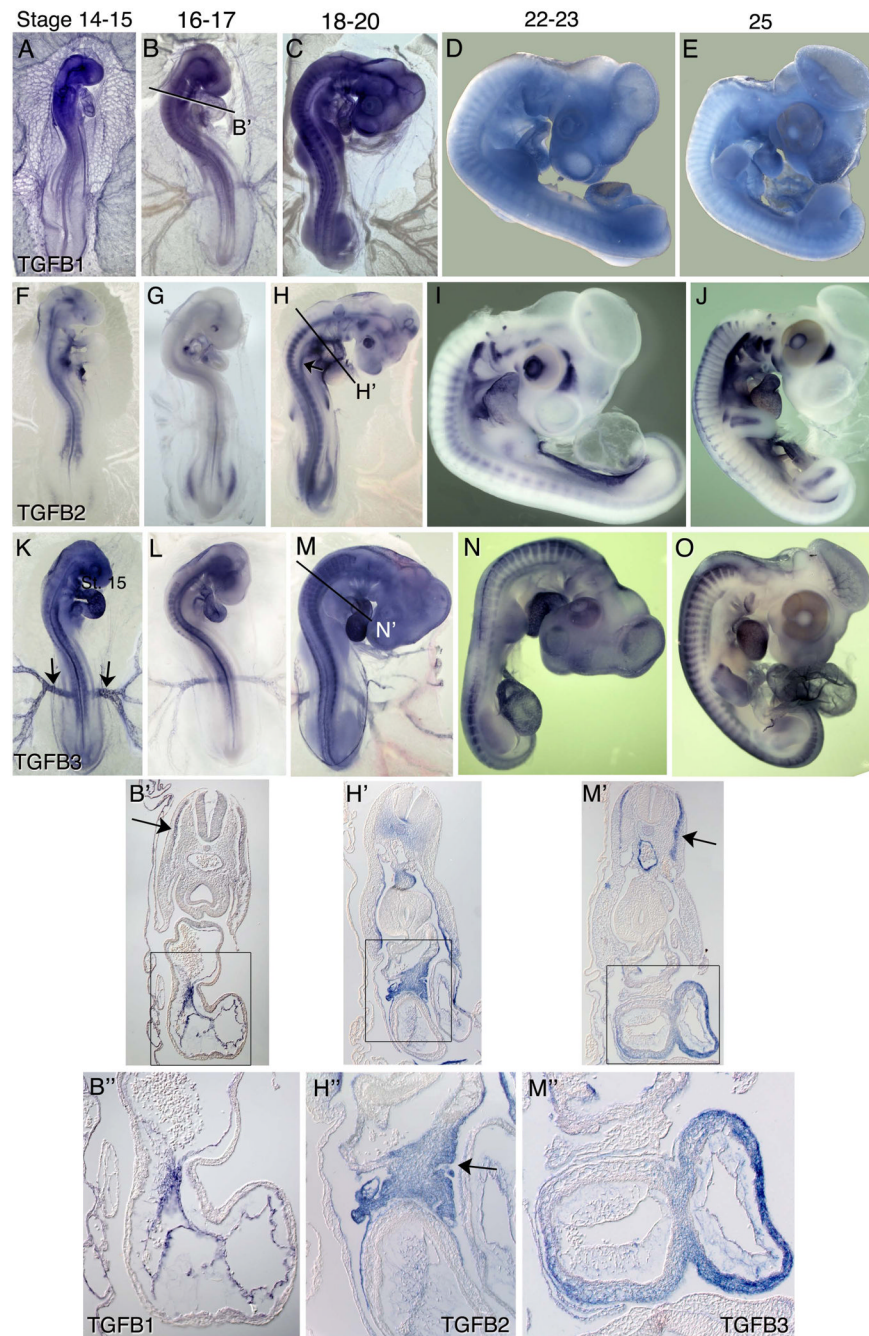 Stage 14-15 16-17 18-20 22-23 25
A B C D E
B'
TGFB1
F G H I J
H'
TGFB2
K L M N O
St. 15
N'
TGFB3
B' H' M'
B'' H'' M''
TGFB1 TGFB2 TGFB3